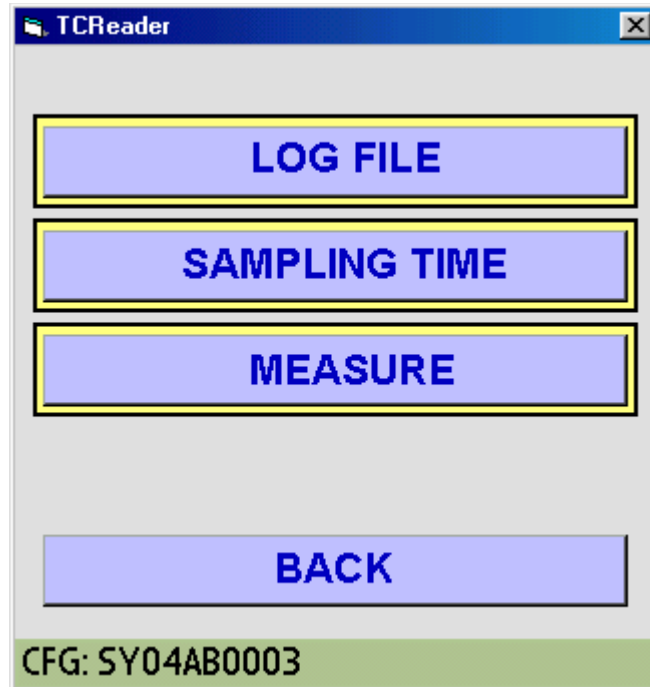 TCReader
LOG FILE
SAMPLING TIME
MEASURE
BACK
CFG: SY04AB0003